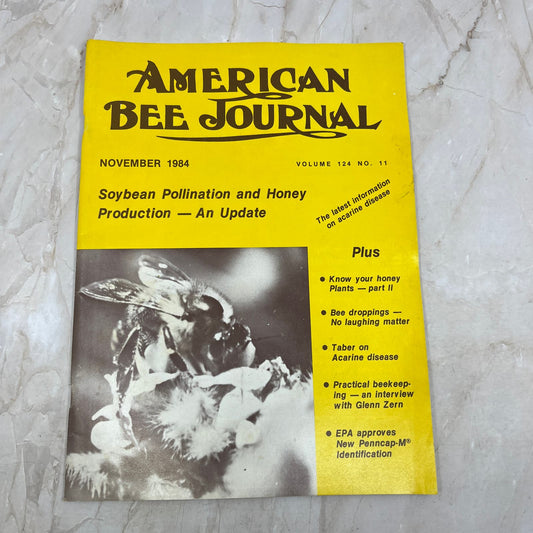 AMERICAN
BEE JOURNAL
NOVEMBER 1984
VOLUME 124 NO. 11
Soybean Pollination and Honey
Production — An Update
The latest information
on acarine disease
Plus
• Know your honey
Plants — part II
• Bee droppings —
No laughing matter
• Taber on
Acarine disease
• Practical beekeep-
ing — an interview
with Glenn Zern
• EPA approves
New Penncap-M®
Identification